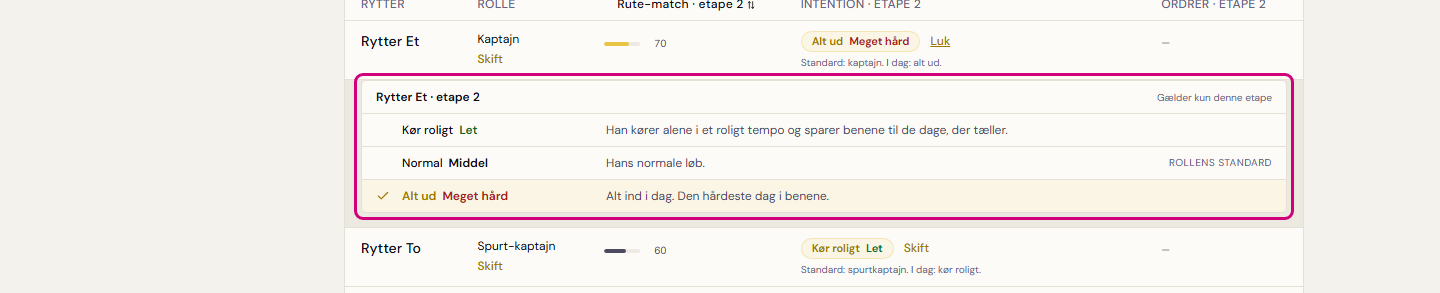 RYTTER ROLLE Rute-match · etape 2 ⇅ INTENTION · ETAPE 2 ORDRER · ETAPE 2
Rytter Et Kaptajn 70 Alt ud Meget hård Luk –
Skift Standard: kaptajn. I dag: alt ud.
Rytter Et · etape 2 Gælder kun denne etape
Kør roligt Let Han kører alene i et roligt tempo og sparer benene til de dage, der tæller.
Normal Middel Hans normale løb. ROLLENS STANDARD
✓ Alt ud Meget hård Alt ind i dag. Den hårdeste dag i benene.
Rytter To Spurt-kaptajn 60 Kør roligt Let Skift –
Skift Standard: spurtkaptajn. I dag: kør roligt.